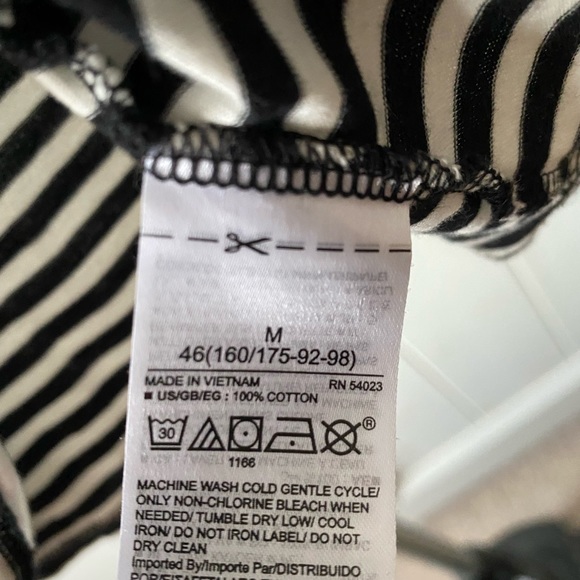 M
46(160/175-92-98)
MADE IN VIETNAM RN 54023
■ US/GB/EG : 100% COTTON
30 ®
1166
MACHINE WASH COLD GENTLE CYCLE/
ONLY NON-CHLORINE BLEACH WHEN
NEEDED/ TUMBLE DRY LOW/ COOL
IRON/ DO NOT IRON LABEL/ DO NOT
DRY CLEAN
Imported By/Importe Par/DISTRIBUIDO